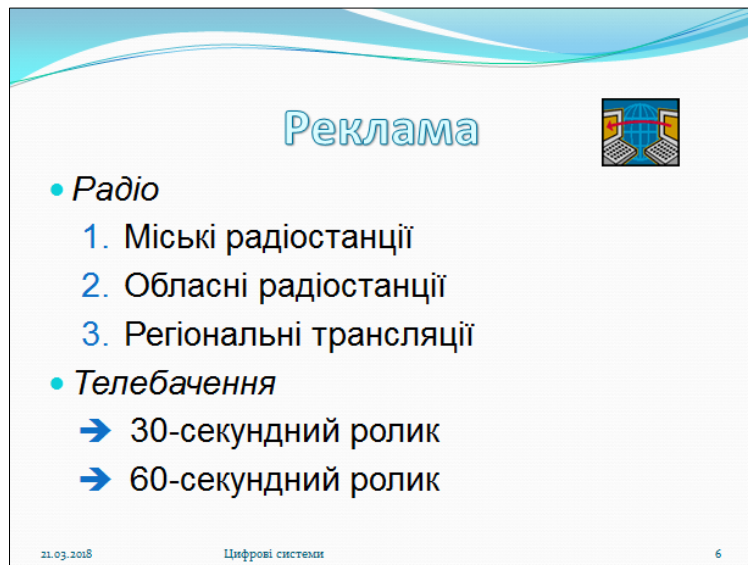 Реклама
• Радіо
1. Міські радіостанції
2. Обласні радіостанції
3. Регіональні трансляції
• Телебачення
➔ 30-секундний ролик
➔ 60-секундний ролик
21.03.2018 Цифрові системи 6